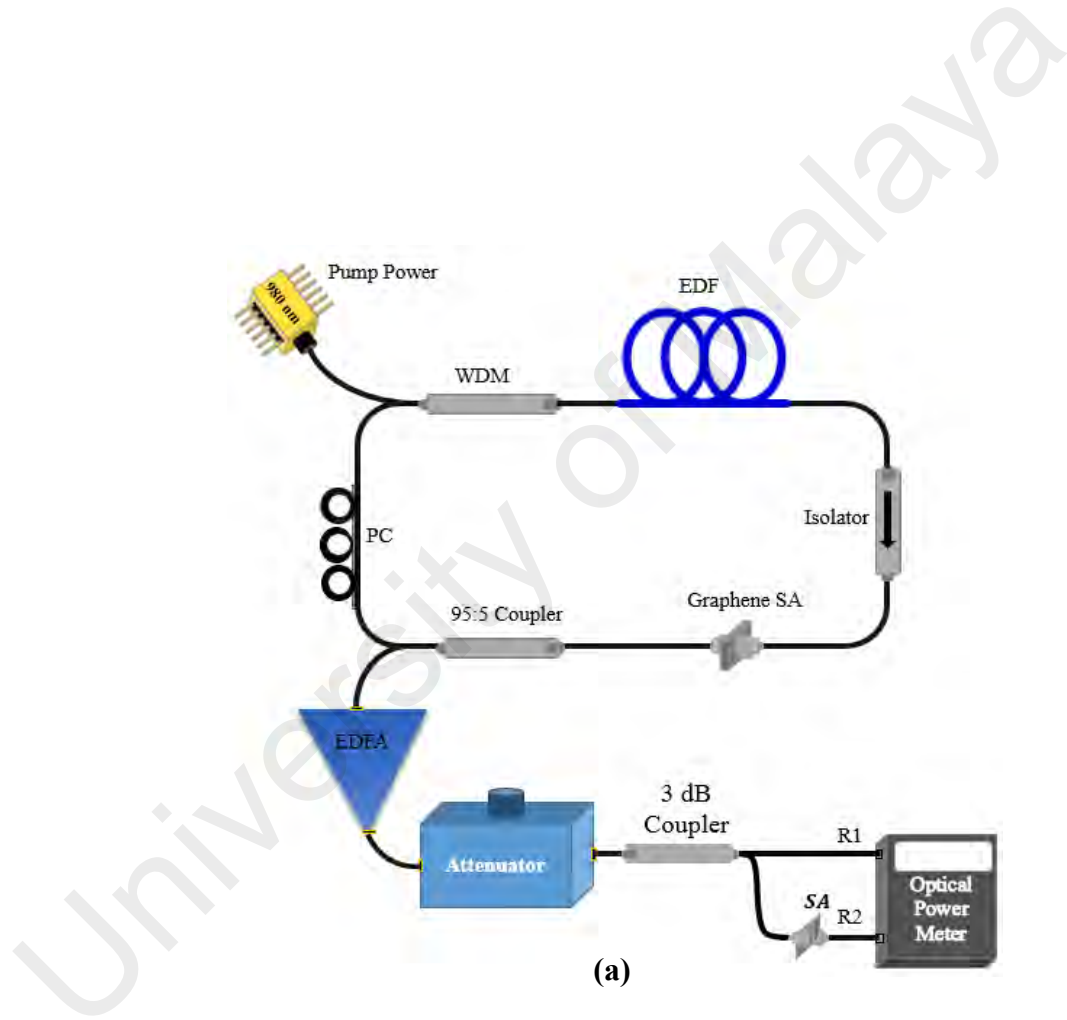 University of Malaya
Pump Power
980 nm
EDF
WDM
Isolator
PC
Graphene SA
95:5 Coupler
EDFA
3 dB
Coupler
R1
Attenuator
Optical
Power
Meter
SA
R2
(a)